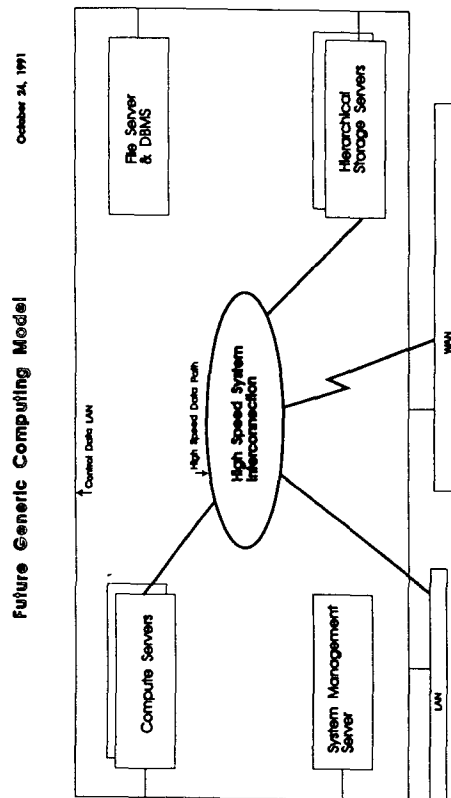 October 24, 1991
Future Generic Computing Model
Control Data LAN
Compute Servers
File Server
& DBMS
High Speed Data Path
High Speed System
Interconnection
System Management
Server
Hierarchical
Storage Servers
LAN
WAN